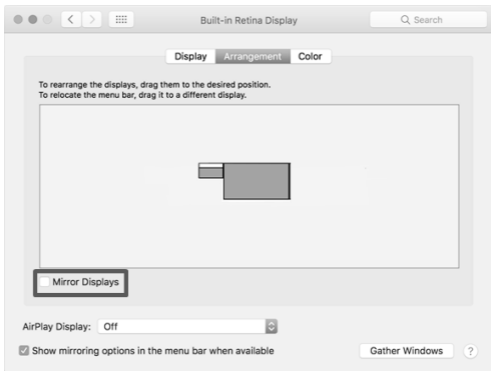 Built-in Retina Display
Search
Display Arrangement Color
To rearrange the displays, drag them to the desired position.
To relocate the menu bar, drag it to a different display.
Mirror Displays
AirPlay Display: Off
Show mirroring options in the menu bar when available
Gather Windows ?